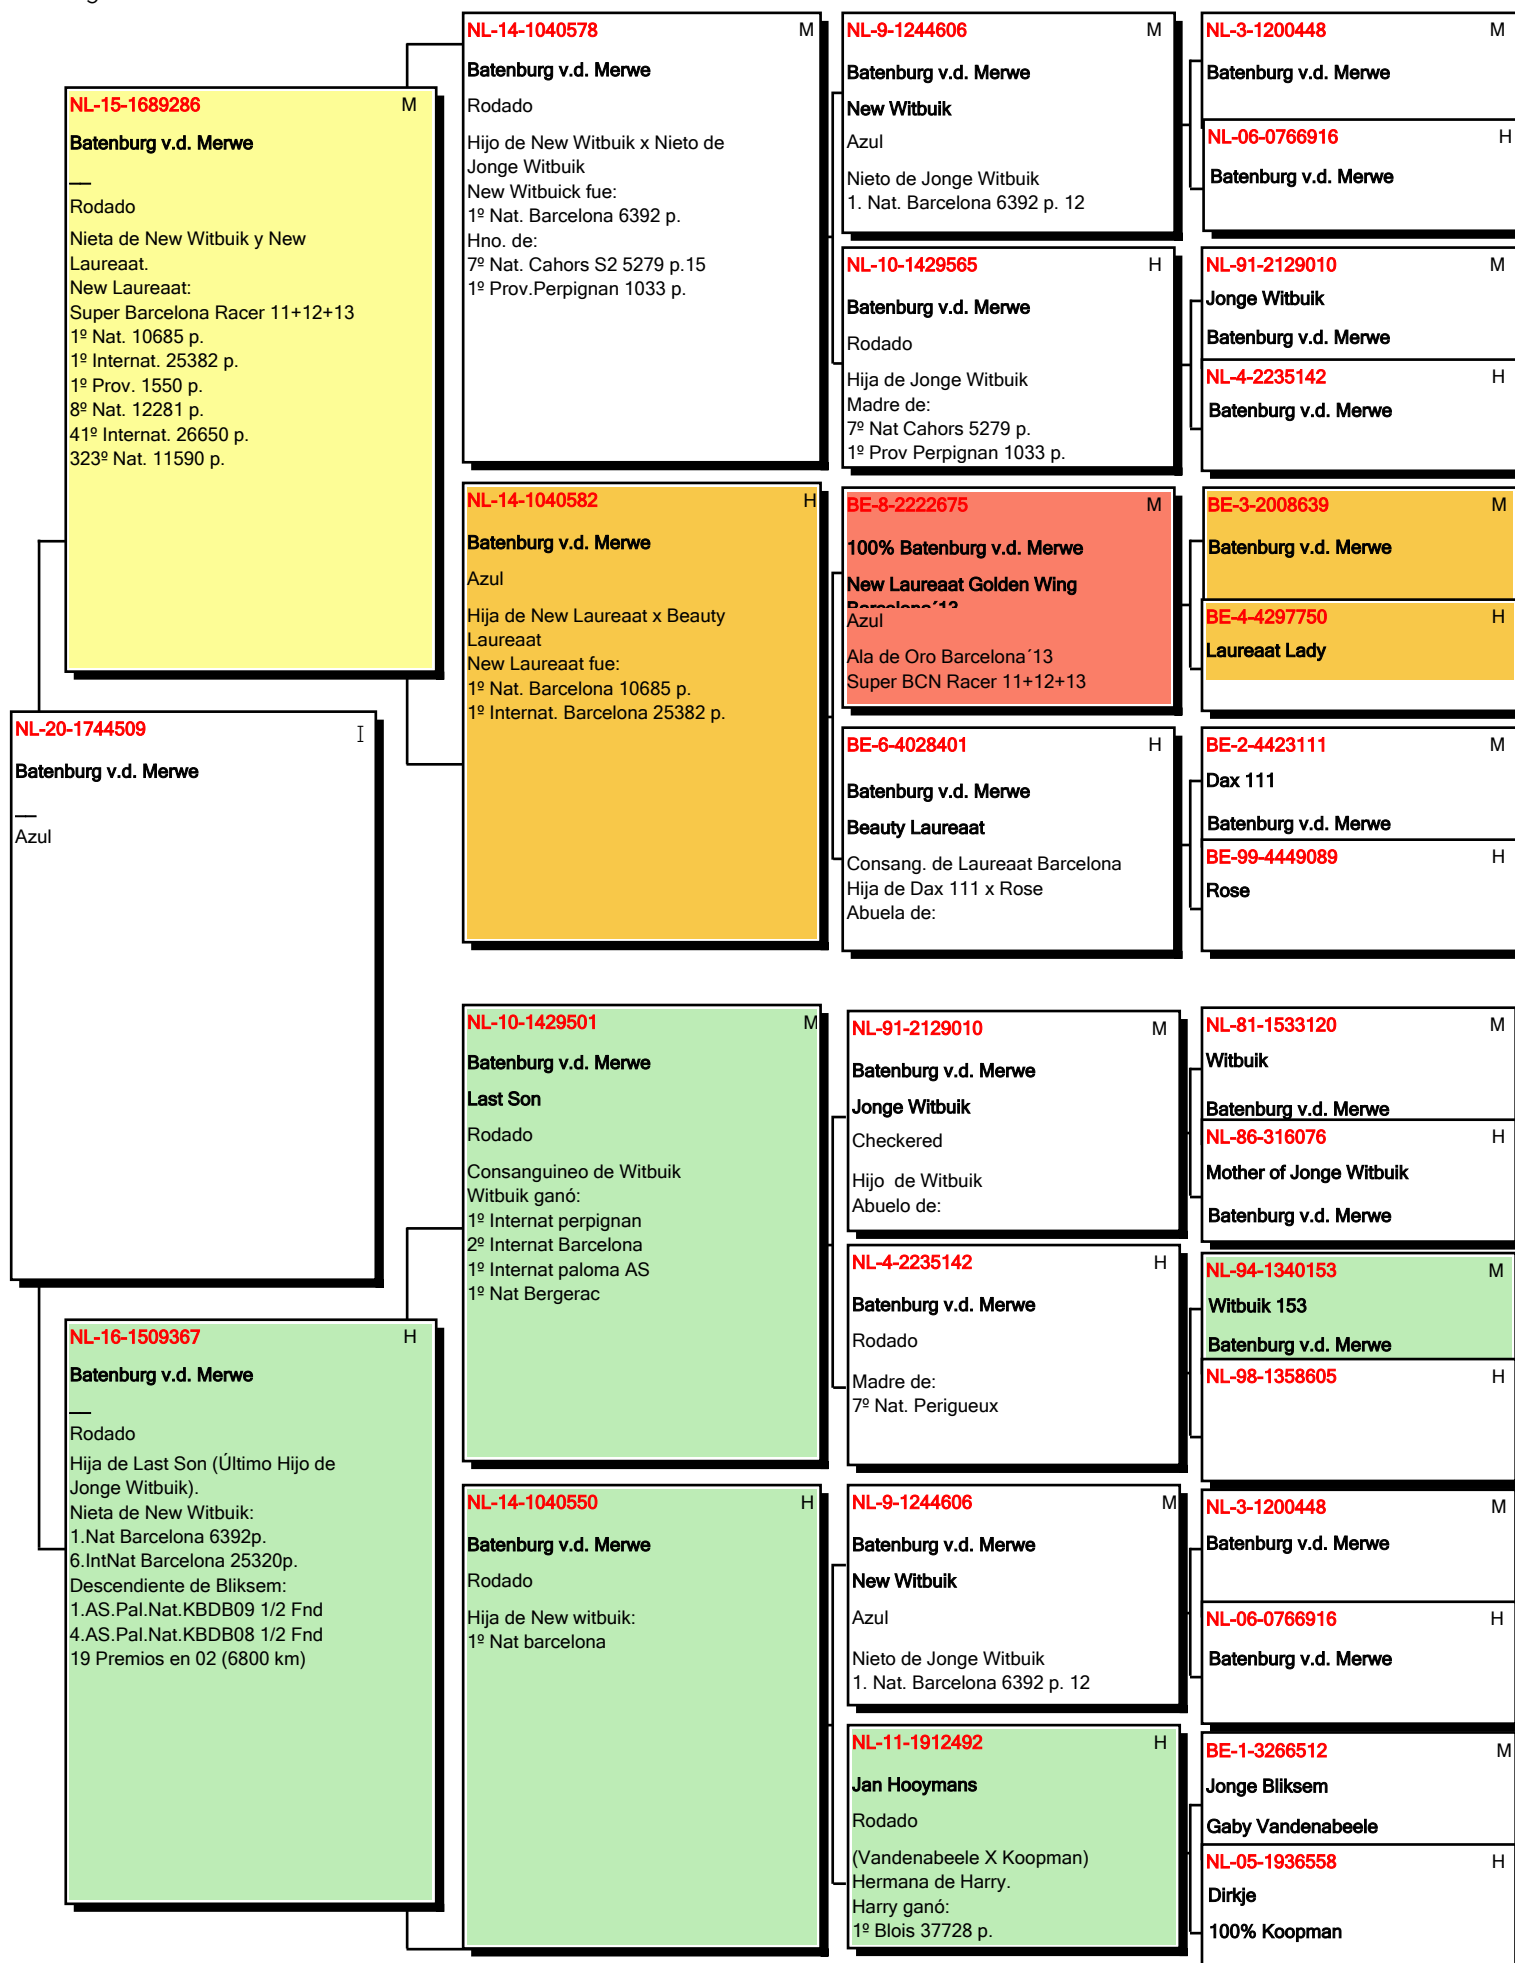 NL-20-1744509 I
Batenburg v.d. Merwe
__
Azul
NL-15-1689286 M
Batenburg v.d. Merwe
__
Rodado
Nieta de New Witbuik y New
Laureaat.
New Laureaat:
Super Barcelona Racer 11+12+13
1º Nat. 10685 p.
1º Internat. 25382 p.
1º Prov. 1550 p.
8º Nat. 12281 p.
41º Internat. 26650 p.
323º Nat. 11590 p.
NL-16-1509367 H
Batenburg v.d. Merwe
__
Rodado
Hija de Last Son (Último Hijo de
Jonge Witbuik).
Nieta de New Witbuik:
1.Nat Barcelona 6392p.
6.IntNat Barcelona 25320p.
Descendiente de Bliksem:
1.AS.Pal.Nat.KBDB09 1/2 Fnd
4.AS.Pal.Nat.KBDB08 1/2 Fnd
19 Premios en 02 (6800 km)
NL-14-1040578 M
Batenburg v.d. Merwe
Rodado
Hijo de New Witbuik x Nieto de
Jonge Witbuik
New Witbuick fue:
1º Nat. Barcelona 6392 p.
Hno. de:
7º Nat. Cahors S2 5279 p.15
1º Prov.Perpignan 1033 p.
NL-14-1040582 H
Batenburg v.d. Merwe
Azul
Hija de New Laureaat x Beauty
Laureaat
New Laureaat fue:
1º Nat. Barcelona 10685 p.
1º Internat. Barcelona 25382 p.
NL-10-1429501 M
Batenburg v.d. Merwe
Last Son
Rodado
Consanguineo de Witbuik
Witbuik ganó:
1º Internat perpignan
2º Internat Barcelona
1º Internat paloma AS
1º Nat Bergerac
NL-14-1040550 H
Batenburg v.d. Merwe
Rodado
Hija de New witbuik:
1º Nat barcelona
NL-9-1244606 M
Batenburg v.d. Merwe
New Witbuik
Azul
Nieto de Jonge Witbuik
1. Nat. Barcelona 6392 p. 12
NL-10-1429565 H
Batenburg v.d. Merwe
Rodado
Hija de Jonge Witbuik
Madre de:
7º Nat Cahors 5279 p.
1º Prov Perpignan 1033 p.
BE-8-2222675 M
100% Batenburg v.d. Merwe
New Laureaat Golden Wing
Barcelona´13
Azul
Ala de Oro Barcelona´13
Super BCN Racer 11+12+13
BE-6-4028401 H
Batenburg v.d. Merwe
Beauty Laureaat
Consang. de Laureaat Barcelona
Hija de Dax 111 x Rose
Abuela de:
NL-91-2129010 M
Batenburg v.d. Merwe
Jonge Witbuik
Checkered
Hijo  de Witbuik
Abuelo de:
NL-4-2235142 H
Batenburg v.d. Merwe
Rodado
Madre de:
7º Nat. Perigueux
NL-9-1244606 M
Batenburg v.d. Merwe
New Witbuik
Azul
Nieto de Jonge Witbuik
1. Nat. Barcelona 6392 p. 12
NL-11-1912492 H
Jan Hooymans
Rodado
(Vandenabeele X Koopman)
Hermana de Harry.
Harry ganó:
1º Blois 37728 p.
NL-3-1200448 M
Batenburg v.d. Merwe
NL-06-0766916 H
Batenburg v.d. Merwe
NL-91-2129010 M
Jonge Witbuik
Batenburg v.d. Merwe
NL-4-2235142 H
Batenburg v.d. Merwe
BE-3-2008639 M
Batenburg v.d. Merwe
BE-4-4297750 H
Laureaat Lady
BE-2-4423111 M
Dax 111
Batenburg v.d. Merwe
BE-99-4449089 H
Rose
NL-81-1533120 M
Witbuik
Batenburg v.d. Merwe
NL-86-316076 H
Mother of Jonge Witbuik
Batenburg v.d. Merwe
NL-94-1340153 M
Witbuik 153
Batenburg v.d. Merwe
NL-98-1358605 H
NL-3-1200448 M
Batenburg v.d. Merwe
NL-06-0766916 H
Batenburg v.d. Merwe
BE-1-3266512 M
Jonge Bliksem
Gaby Vandenabeele
NL-05-1936558 H
Dirkje
100% Koopman